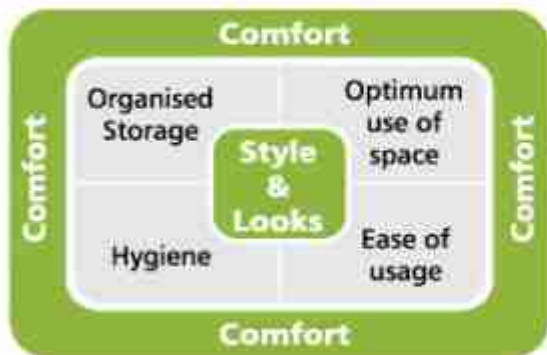 Comfort
Organised
Storage
Optimum
use of
space
Comfort
Style
&
Looks
Comfort
Hygiene
Ease of
usage
Comfort